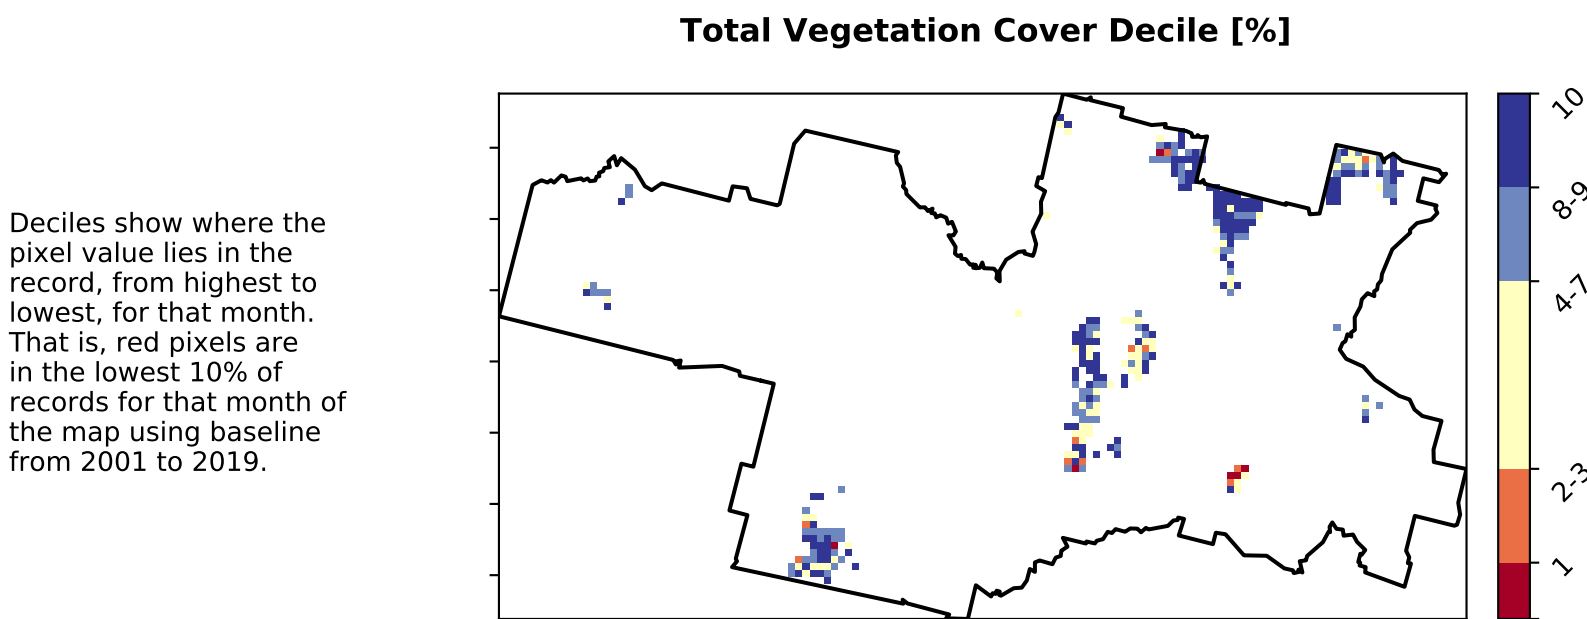 Total Vegetation Cover Decile [%]
Deciles show where the
pixel value lies in the
record, from highest to
lowest, for that month.
That is, red pixels are
in the lowest 10% of
records for that month of
the map using baseline
from 2001 to 2019.
10
8-9
4-7
2-3
1